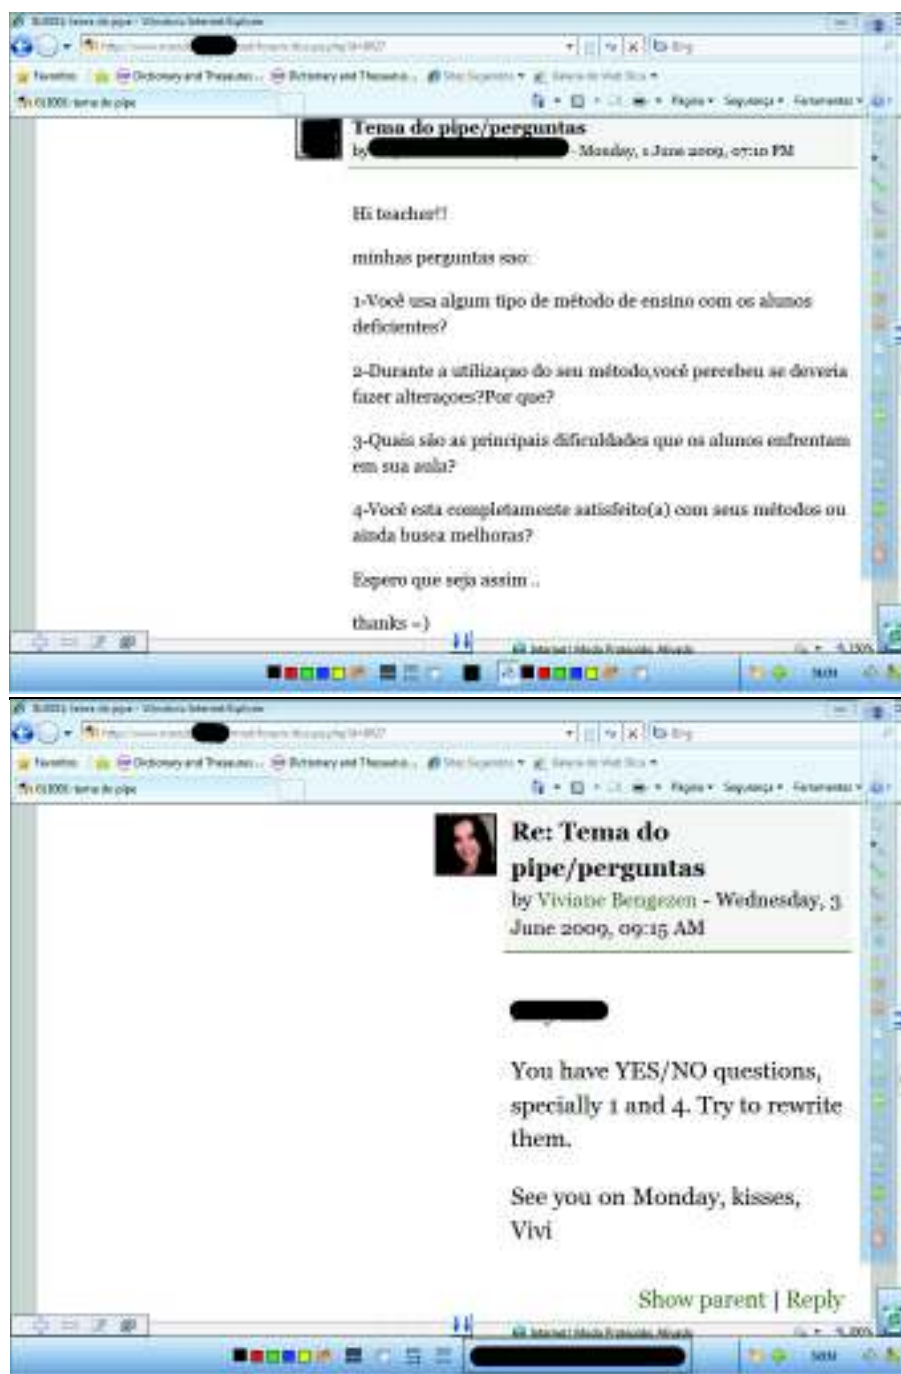 Tema do pipe/perguntas
by - Monday, 1 June 2009, 07:10 PM
Hi teacher!!
minhas perguntas sao:
1-Você usa algum tipo de método de ensino com os alunos
deficientes?
2-Durante a utilizaçao do seu método,você percebeu se deveria
fazer alteraçoes?Por que?
3-Quais são as principais dificuldades que os alunos enfrentam
em sua aula?
4-Você esta completamente satisfeito(a) com seus métodos ou
ainda busca melhoras?
Espero que seja assim ..
thanks =)
Re: Tema do
pipe/perguntas
by Viviane Bengezen - Wednesday, 3
June 2009, 09:15 AM
You have YES/NO questions,
specially 1 and 4. Try to rewrite
them.
See you on Monday, kisses,
Vivi
Show parent | Reply